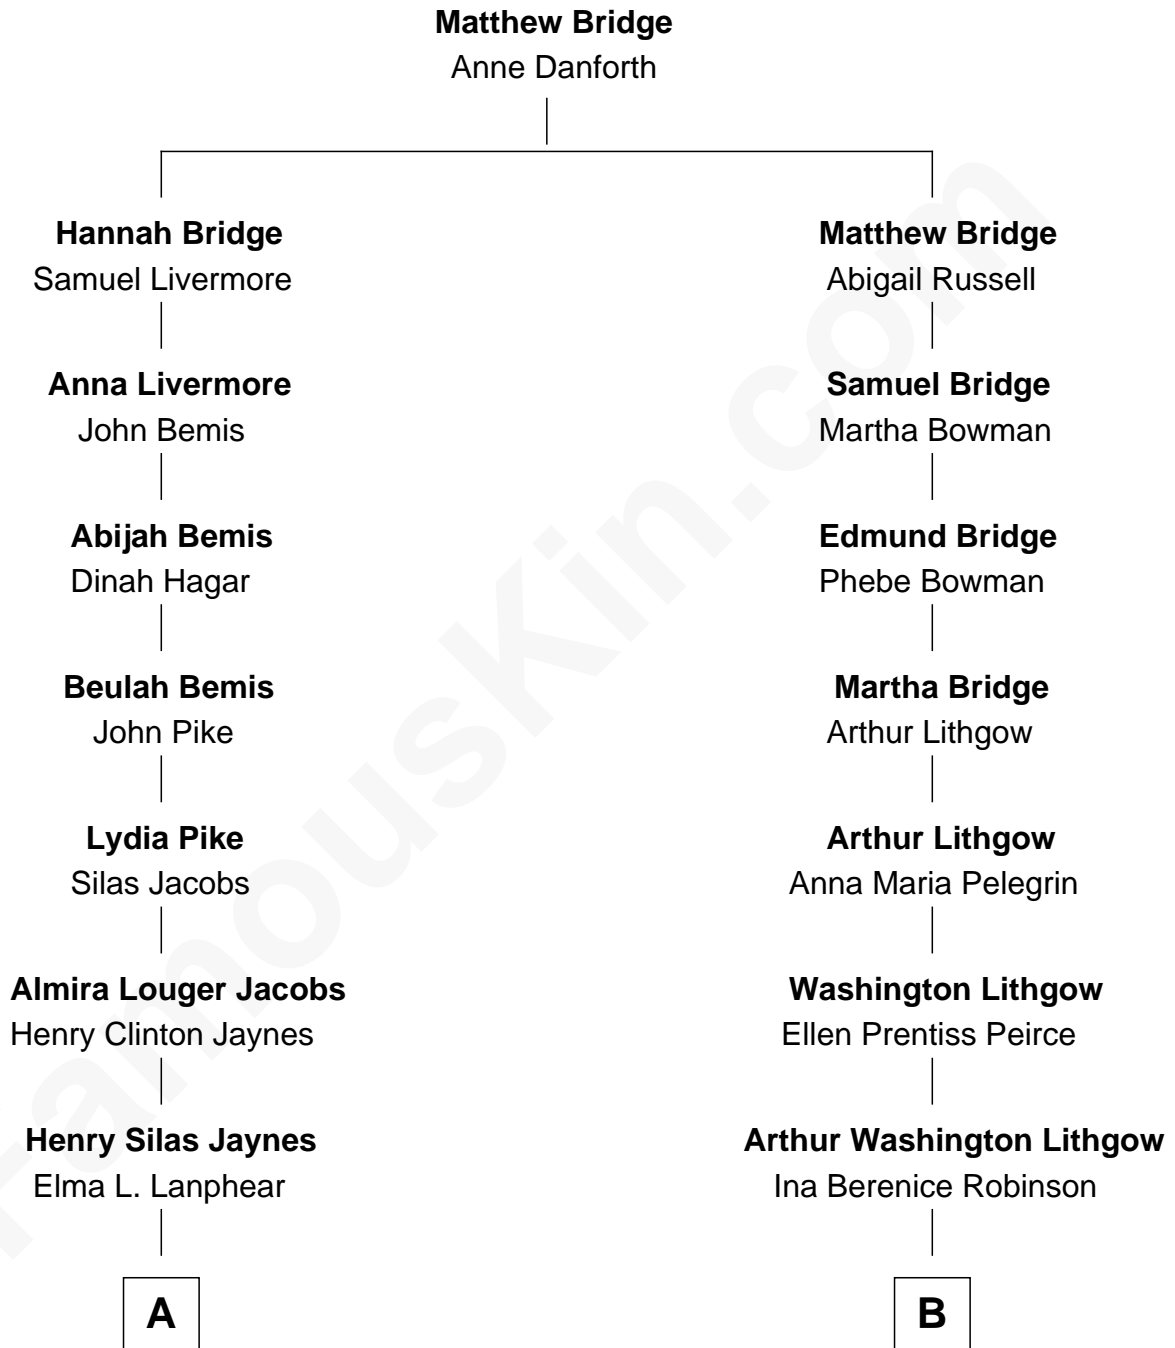 Matthew Bridge
Anne Danforth
Hannah Bridge
Samuel Livermore
Matthew Bridge
Abigail Russell
Anna Livermore
John Bemis
Samuel Bridge
Martha Bowman
Abijah Bemis
Dinah Hagar
Edmund Bridge
Phebe Bowman
Beulah Bemis
John Pike
Martha Bridge
Arthur Lithgow
Lydia Pike
Silas Jacobs
Arthur Lithgow
Anna Maria Pelegrin
Almira Louger Jacobs
Henry Clinton Jaynes
Washington Lithgow
Ellen Prentiss Peirce
Henry Silas Jaynes
Elma L. Lanphear
Arthur Washington Lithgow
Ina Berenice Robinson
A
B
FamousKin.com